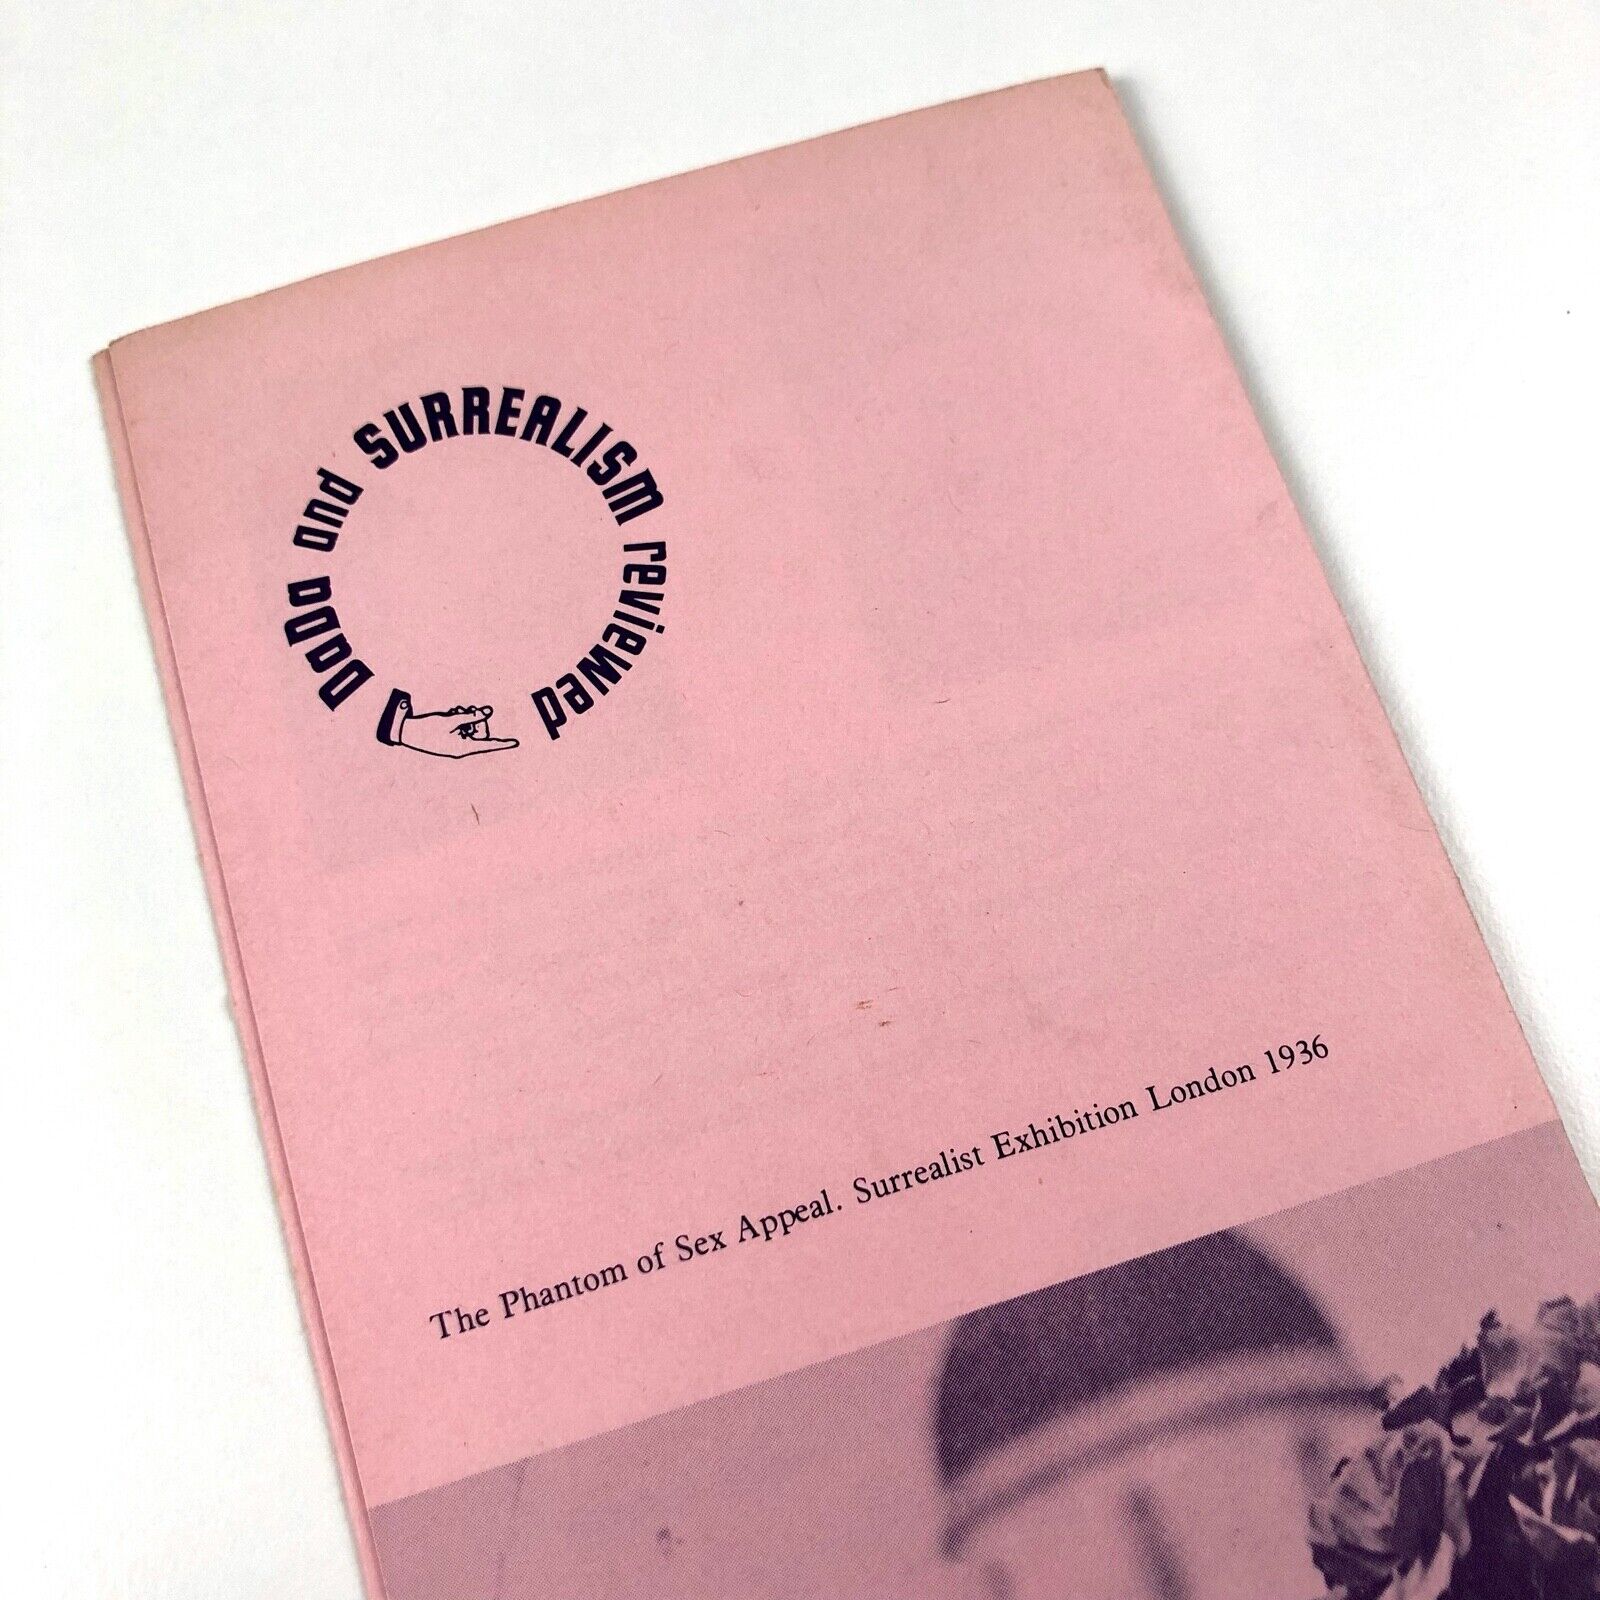 DaDa and SURREALISM reviewed
The Phantom of Sex Appeal. Surrealist Exhibition London 1936